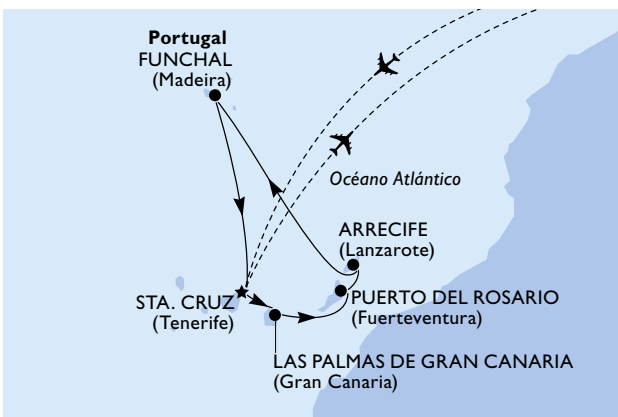 Portugal
FUNCHAL
(Madeira)
Océano Atlántico
ARRECIFE
(Lanzarote)
STA. CRUZ
(Tenerife)
PUERTO DEL ROSARIO
(Fuerteventura)
LAS PALMAS DE GRAN CANARIA
(Gran Canaria)